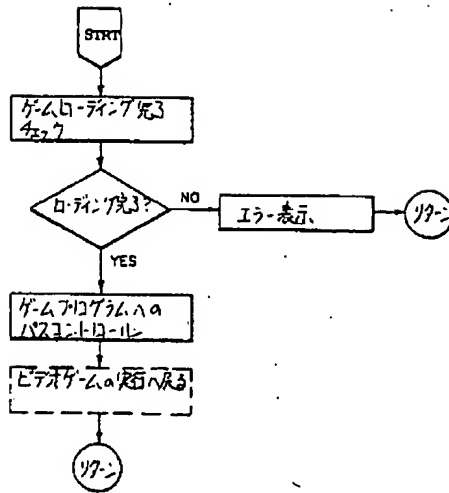 STRT
ゲームローディング完了
チェック
ローディング完了?
NO
エラー表示、
リターン
YES
ゲームプログラムへの
パスコントロール
ビデオゲームの実行へ戻る
リターン